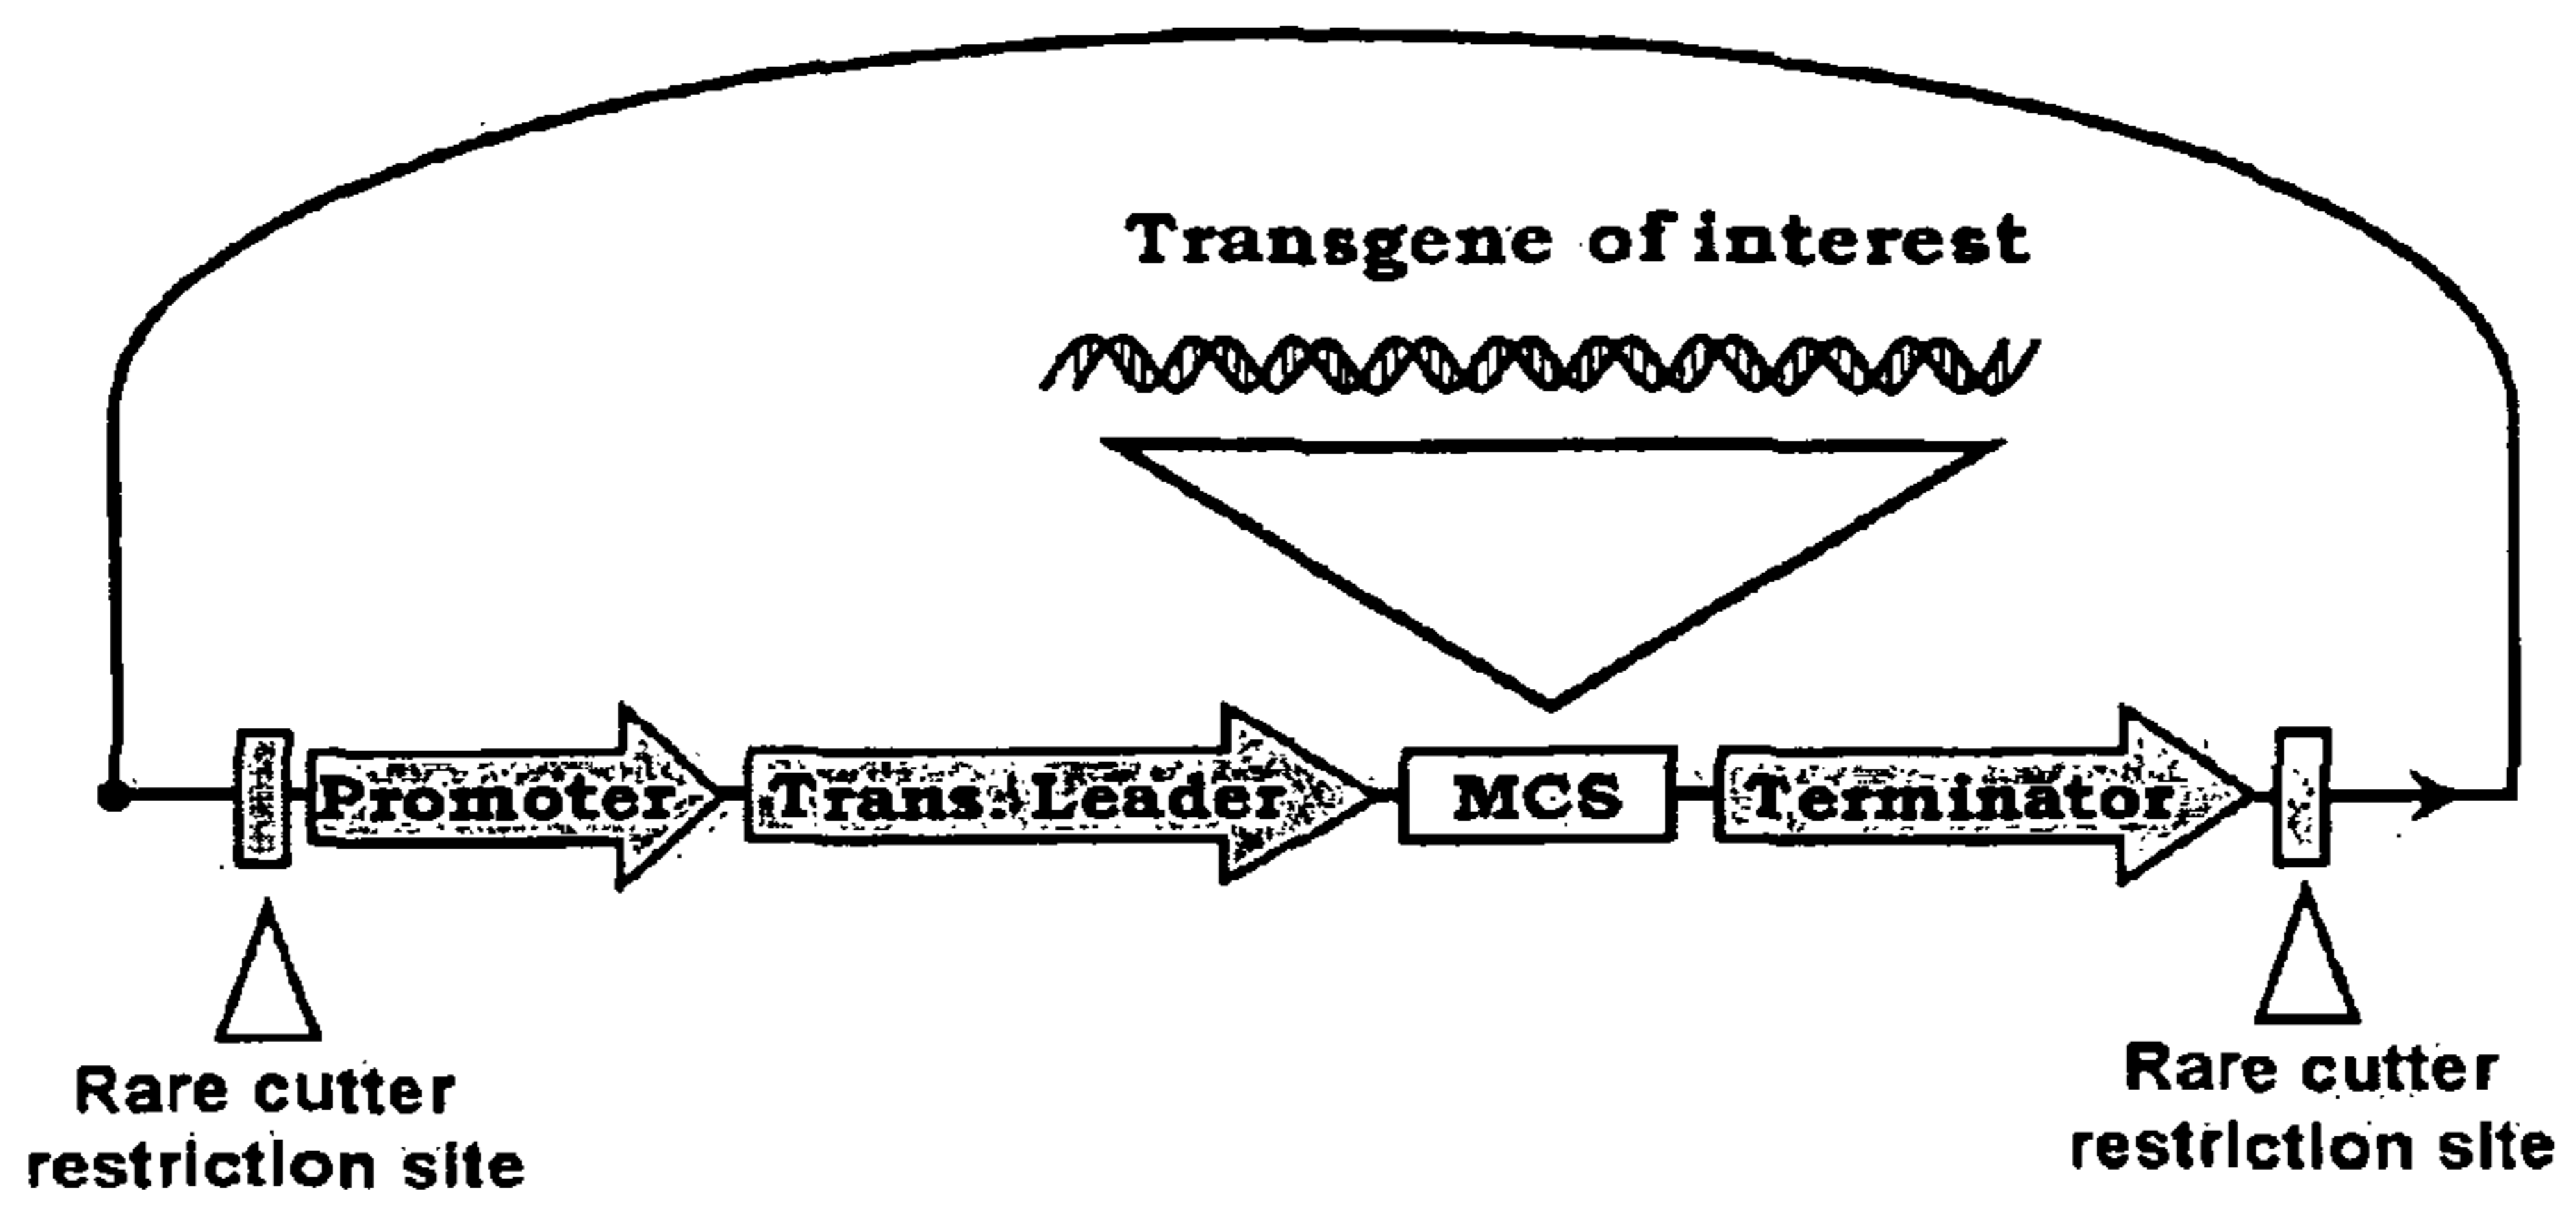 Transgene of interest
Promoter Trans. Leader MCS Terminator
Rare cutter
restriction site
Rare cutter
restriction site